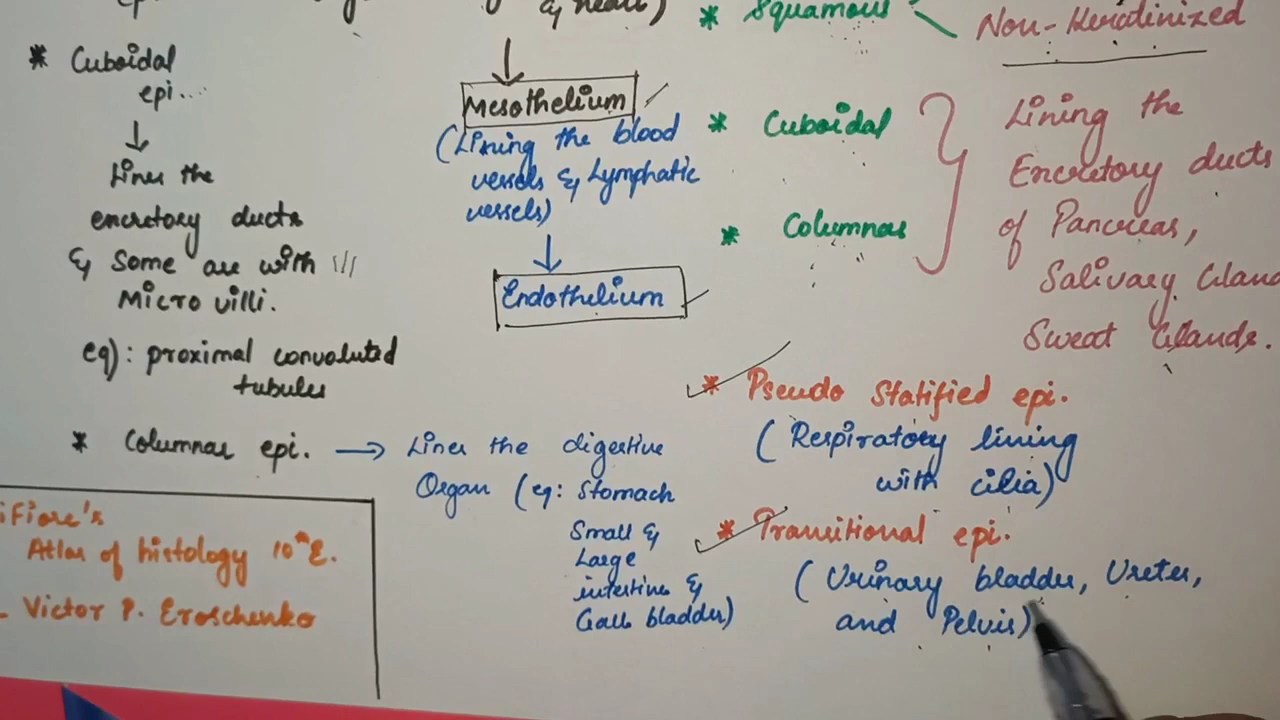 & heart)
* Cuboidal
epi....
Lines the
excretory ducts
& Some are with
Micro villi.
eg): proximal convoluted
tubules
* Columnar epi. → Lines the digestive
Organ (eg: Stomach
Small &
Large
intestine &
Gall bladder)
Mesothelium
(Lining the blood
vessels & Lymphatic
vessels)
Endothelium
* Squamous
Non-Keratinized
* Cuboidal
* Columnar
Lining the
Excretory ducts
of Pancreas,
Salivary Gland
Sweat Glands.
* Pseudo Statified epi.
(Respiratory lining
with cilia)
* Transitional epi.
(Urinary bladder, Ureter,
and Pelvis)
iFiore's
Atlas of histology 10th E.
- Victor P. Eroschenko